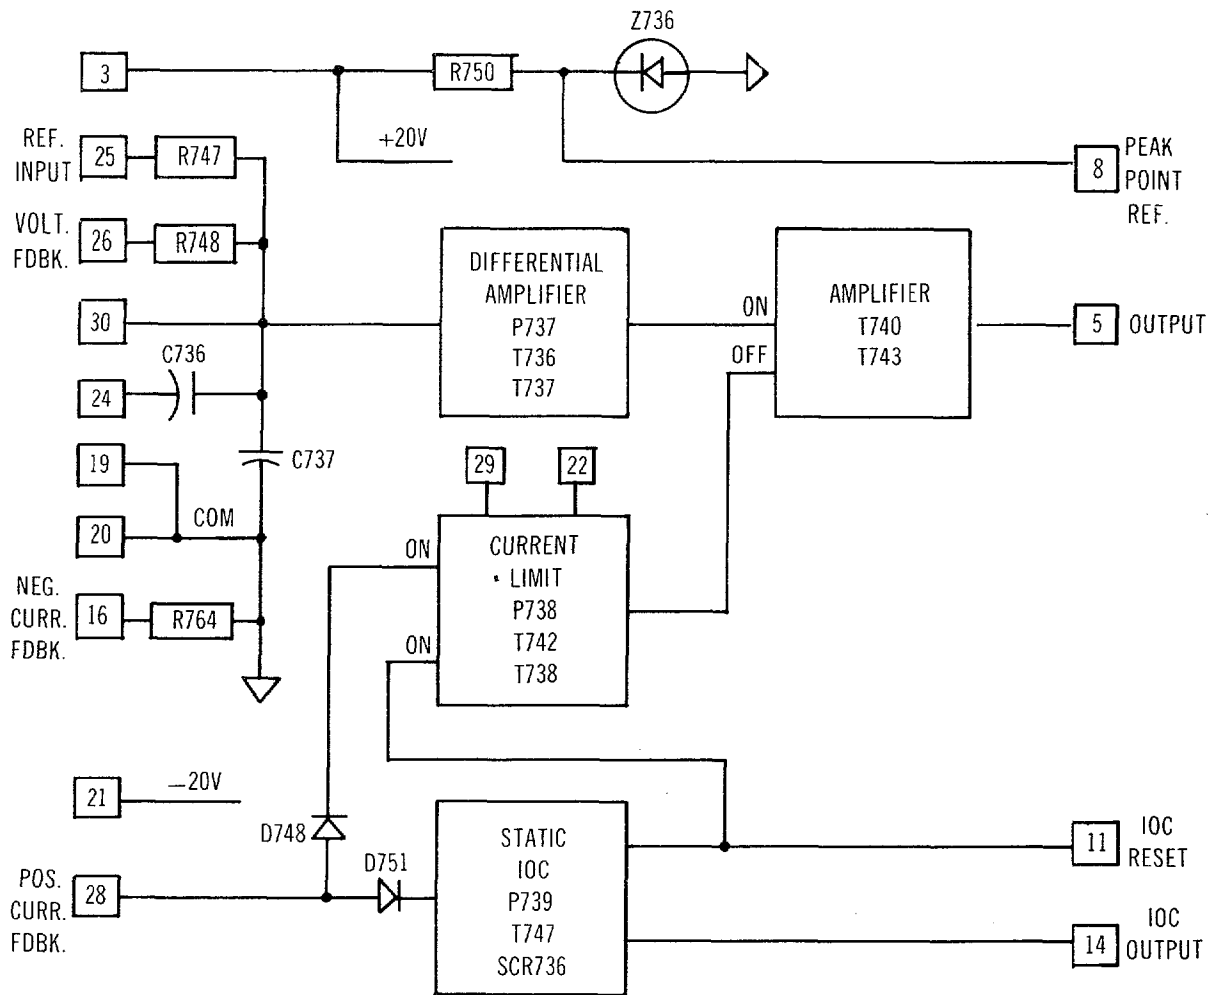 Z736
3
R750
+20V
REF.
INPUT
25
R747
8
PEAK
POINT
REF.
VOLT.
FDBK.
26
R748
DIFFERENTIAL
AMPLIFIER
P737
T736
T737
AMPLIFIER
T740
T743
ON
OFF
30
5
OUTPUT
C736
24
19
C737
29
22
20
COM
ON
CURRENT
LIMIT
P738
T742
T738
NEG.
CURR.
FDBK.
16
R764
ON
21
—20V
D748
D751
STATIC
IOC
P739
T747
SCR736
11
IOC
RESET
POS.
CURR.
FDBK.
28
14
IOC
OUTPUT